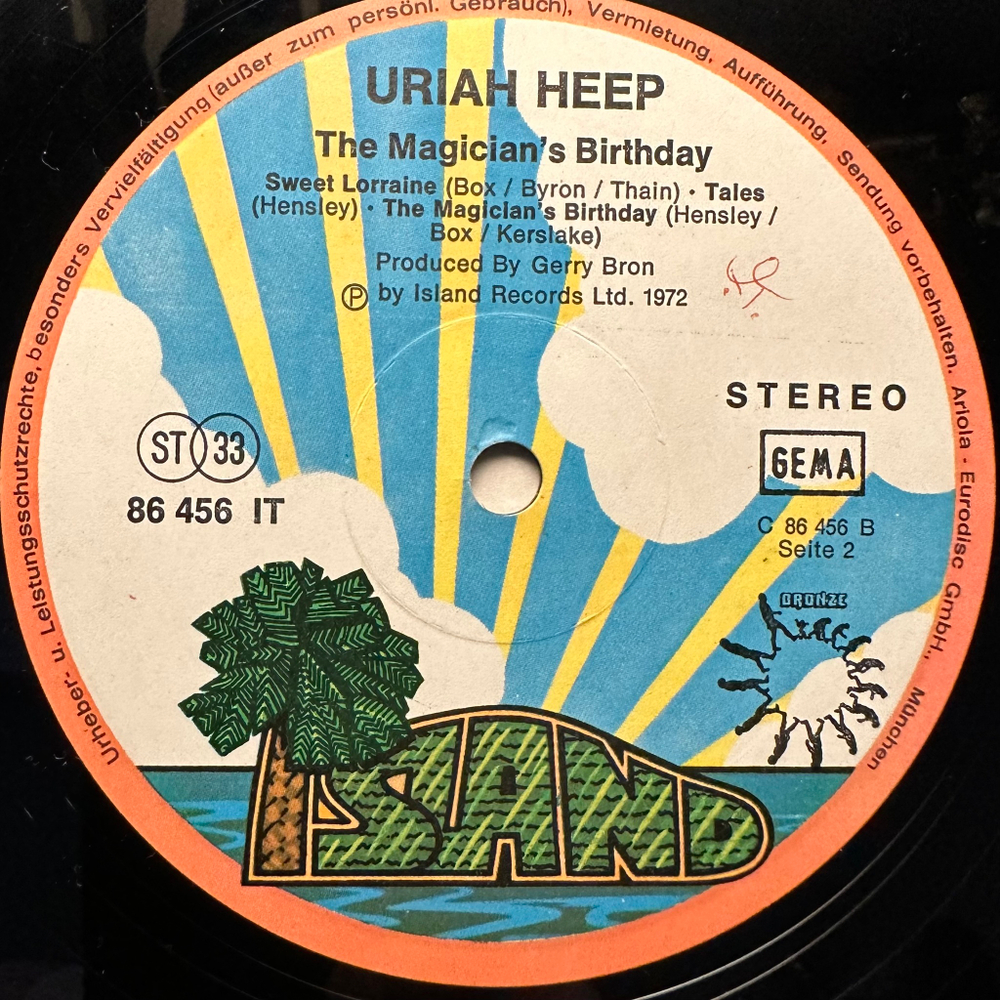 URIAH HEEP
The Magician's Birthday
Sweet Lorraine (Box / Byron / Thain) · Tales
(Hensley) · The Magician's Birthday (Hensley /
Box / Kerslake)
Produced By Gerry Bron
Ⓟ by Island Records Ltd. 1972
STEREO
ST 33
GEMA
86 456 IT
C 86 456 B
Seite 2
BRONZE
ISLAND
Urheber- u. Leistungsschutzrechte, besonders Vervielfältigung (außer zum persönl. Gebrauch), Vermietung, Aufführung, Sendung vorbehalten. Ariola - Eurodisc GmbH., München